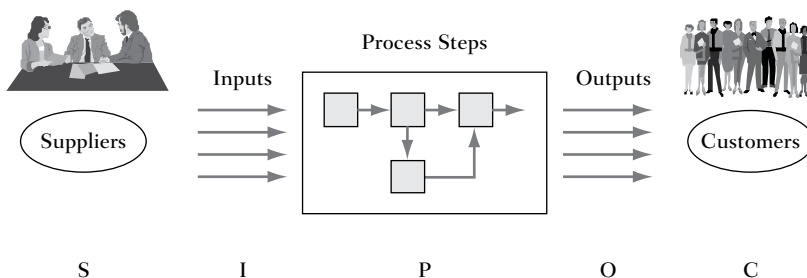 Process Steps
Inputs
Outputs
Suppliers
Customers
S I P O C